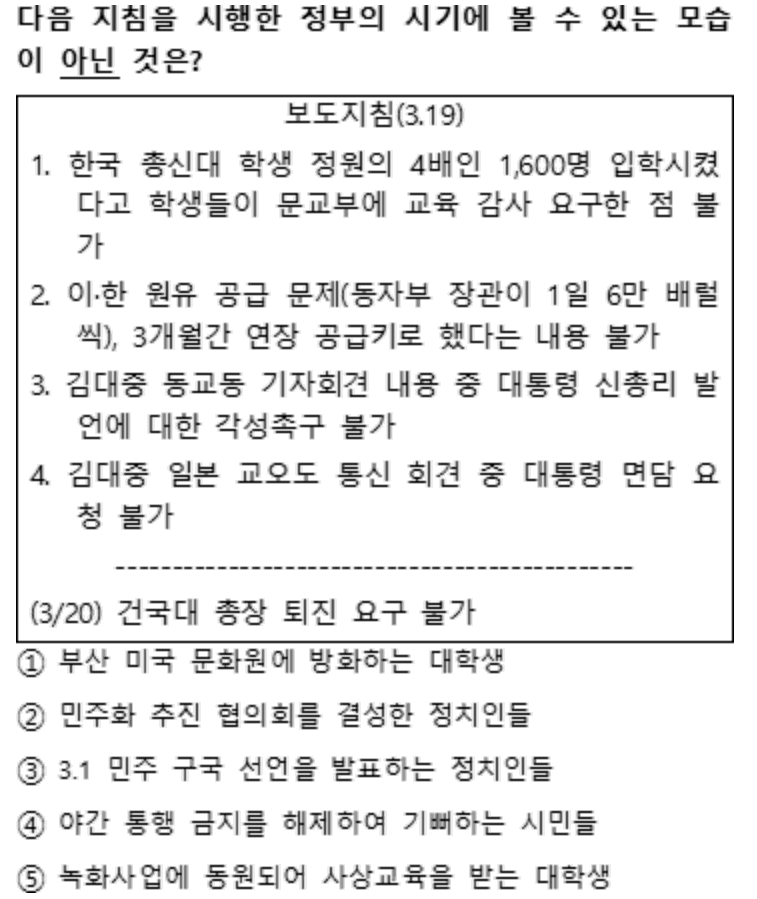 다음 지침을 시행한 정부의 시기에 볼 수 있는 모습
이 아닌 것은?
보도지침(3.19)
1. 한국 총신대 학생 정원의 4배인 1,600명 입학시켰
다고 학생들이 문교부에 교육 감사 요구한 점 불
가
2. 이·한 원유 공급 문제(동자부 장관이 1일 6만 배럴
씩), 3개월간 연장 공급키로 했다는 내용 불가
3. 김대중 동교동 기자회견 내용 중 대통령 신총리 발
언에 대한 각성촉구 불가
4. 김대중 일본 교오도 통신 회견 중 대통령 면담 요
청 불가
---------------------------------------------
(3/20) 건국대 총장 퇴진 요구 불가
① 부산 미국 문화원에 방화하는 대학생
② 민주화 추진 협의회를 결성한 정치인들
③ 3.1 민주 구국 선언을 발표하는 정치인들
④ 야간 통행 금지를 해제하여 기뻐하는 시민들
⑤ 녹화사업에 동원되어 사상교육을 받는 대학생